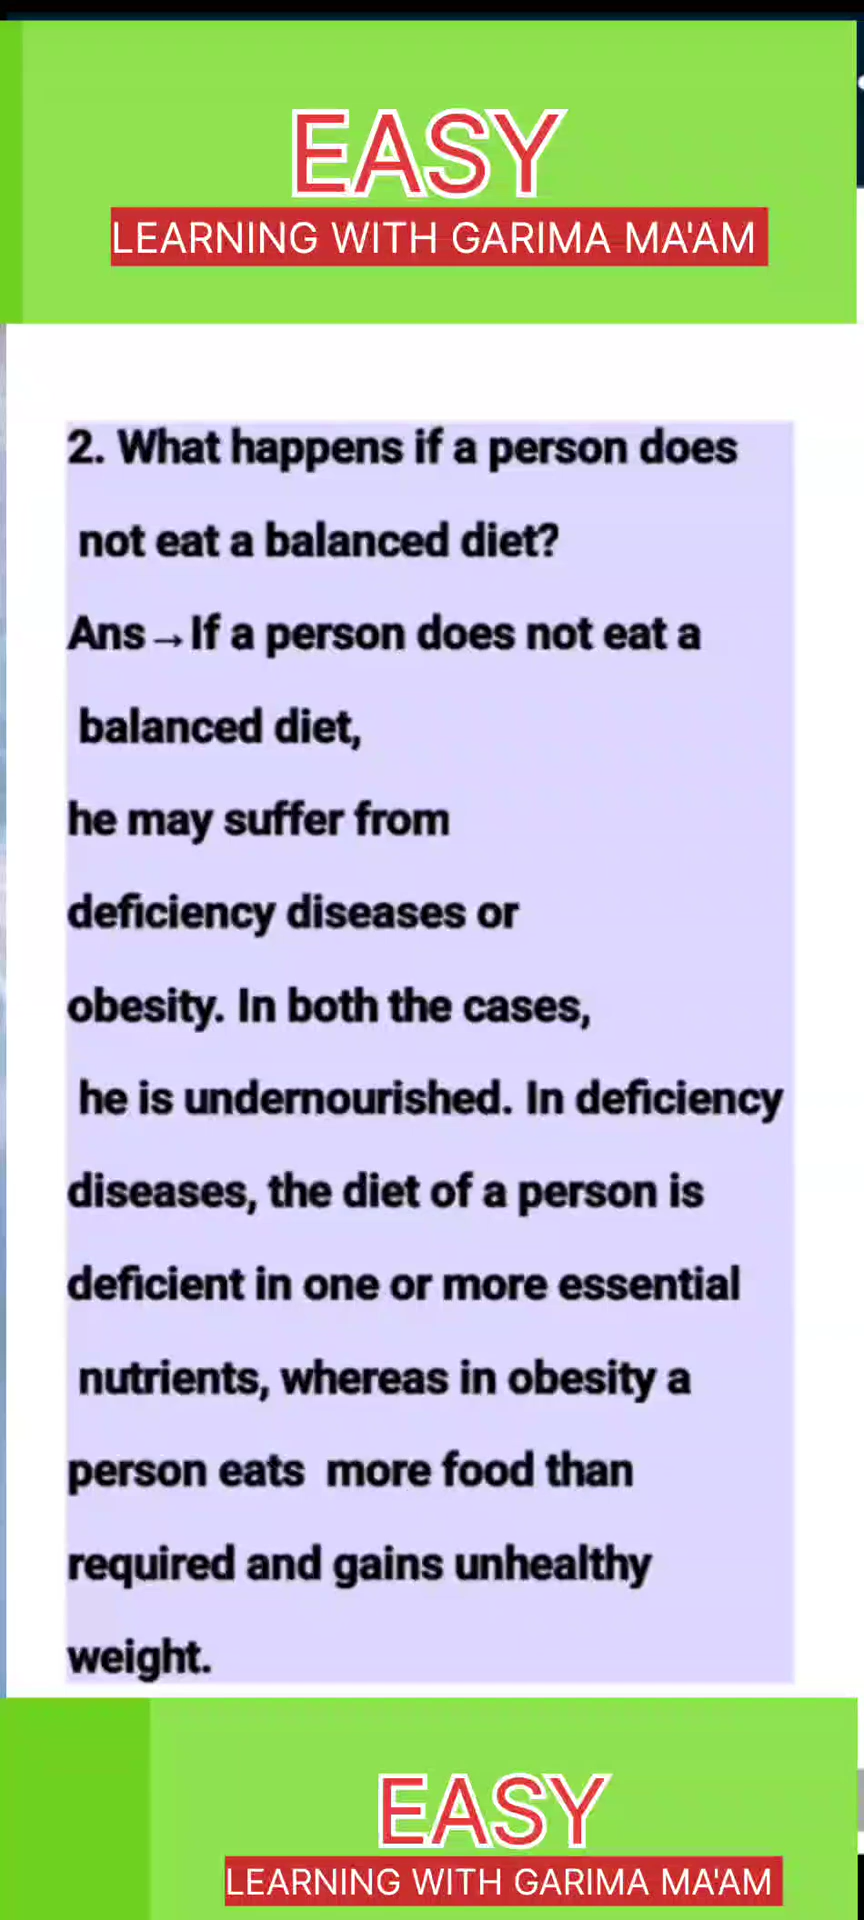 EASY
LEARNING WITH GARIMA MA'AM
2. What happens if a person does
not eat a balanced diet?
Ans→If a person does not eat a
balanced diet,
he may suffer from
deficiency diseases or
obesity. In both the cases,
he is undernourished. In deficiency
diseases, the diet of a person is
deficient in one or more essential
nutrients, whereas in obesity a
person eats more food than
required and gains unhealthy
weight.
EASY
LEARNING WITH GARIMA MA'AM